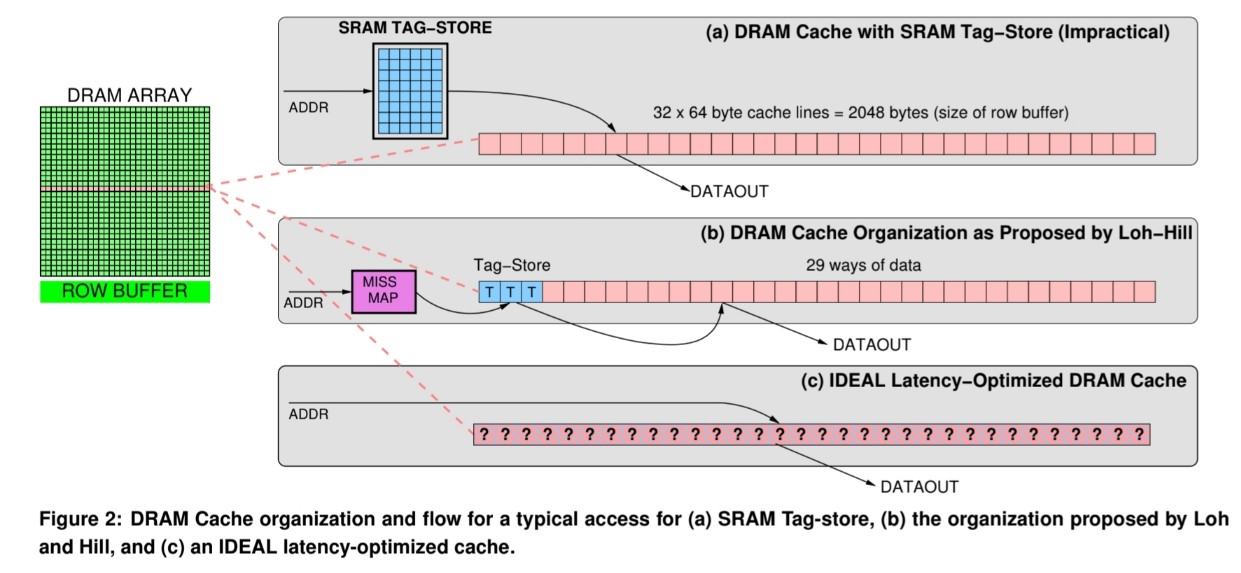 SRAM TAG−STORE
(a) DRAM Cache with SRAM Tag−Store (Impractical)
DRAM ARRAY
ADDR
32 x 64 byte cache lines = 2048 bytes (size of row buffer)
DATAOUT
(b) DRAM Cache Organization as Proposed by Loh−Hill
Tag−Store
29 ways of data
ROW BUFFER
ADDR
MISS
MAP
T T T
DATAOUT
(c) IDEAL Latency−Optimized DRAM Cache
ADDR
? ? ? ? ? ? ? ? ? ? ? ? ? ? ? ? ? ? ? ? ? ? ? ? ? ? ? ? ? ? ? ?
DATAOUT
Figure 2: DRAM Cache organization and flow for a typical access for (a) SRAM Tag-store, (b) the organization proposed by Loh
and Hill, and (c) an IDEAL latency-optimized cache.